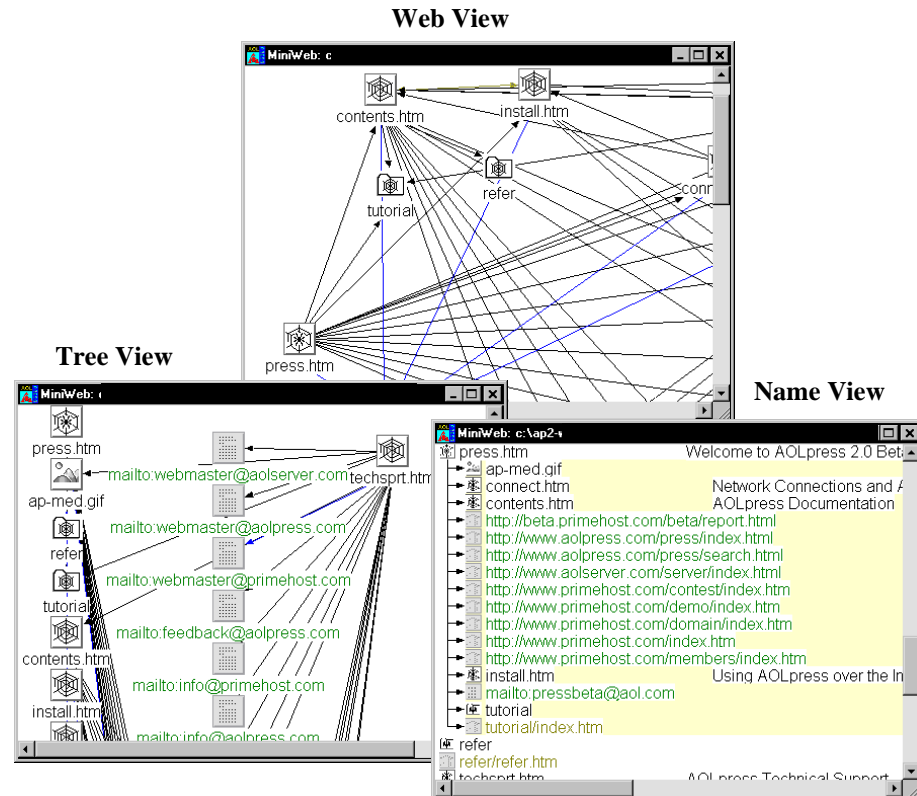 Web View
MiniWeb: c
contents.htm
install.htm
refer
tutorial
conn
press.htm
Tree View
MiniWeb:
press.htm
mailto:webmaster@aolserver.com
techsprt.htm
ap-med.gif
mailto:webmaster@aolpress.com
refer
mailto:webmaster@primehost.com
tutorial
mailto:feedback@aolpress.com
contents.htm
mailto:info@primehost.com
install.htm
mailto:info@aolpress.com
Name View
MiniWeb: c:\ap2-
press.htm Welcome to AOLpress 2.0 Beta
ap-med.gif
connect.htm Network Connections and A
contents.htm AOLpress Documentation
http://beta.primehost.com/beta/report.html
http://www.aolpress.com/press/index.html
http://www.aolpress.com/press/search.html
http://www.aolserver.com/server/index.html
http://www.primehost.com/contest/index.htm
http://www.primehost.com/demo/index.htm
http://www.primehost.com/domain/index.htm
http://www.primehost.com/index.htm
http://www.primehost.com/members/index.htm
install.htm Using AOLpress over the In
mailto:pressbeta@aol.com
tutorial
tutorial/index.htm
refer
refer/refer.htm
techsprt.htm AOLpress Technical Support